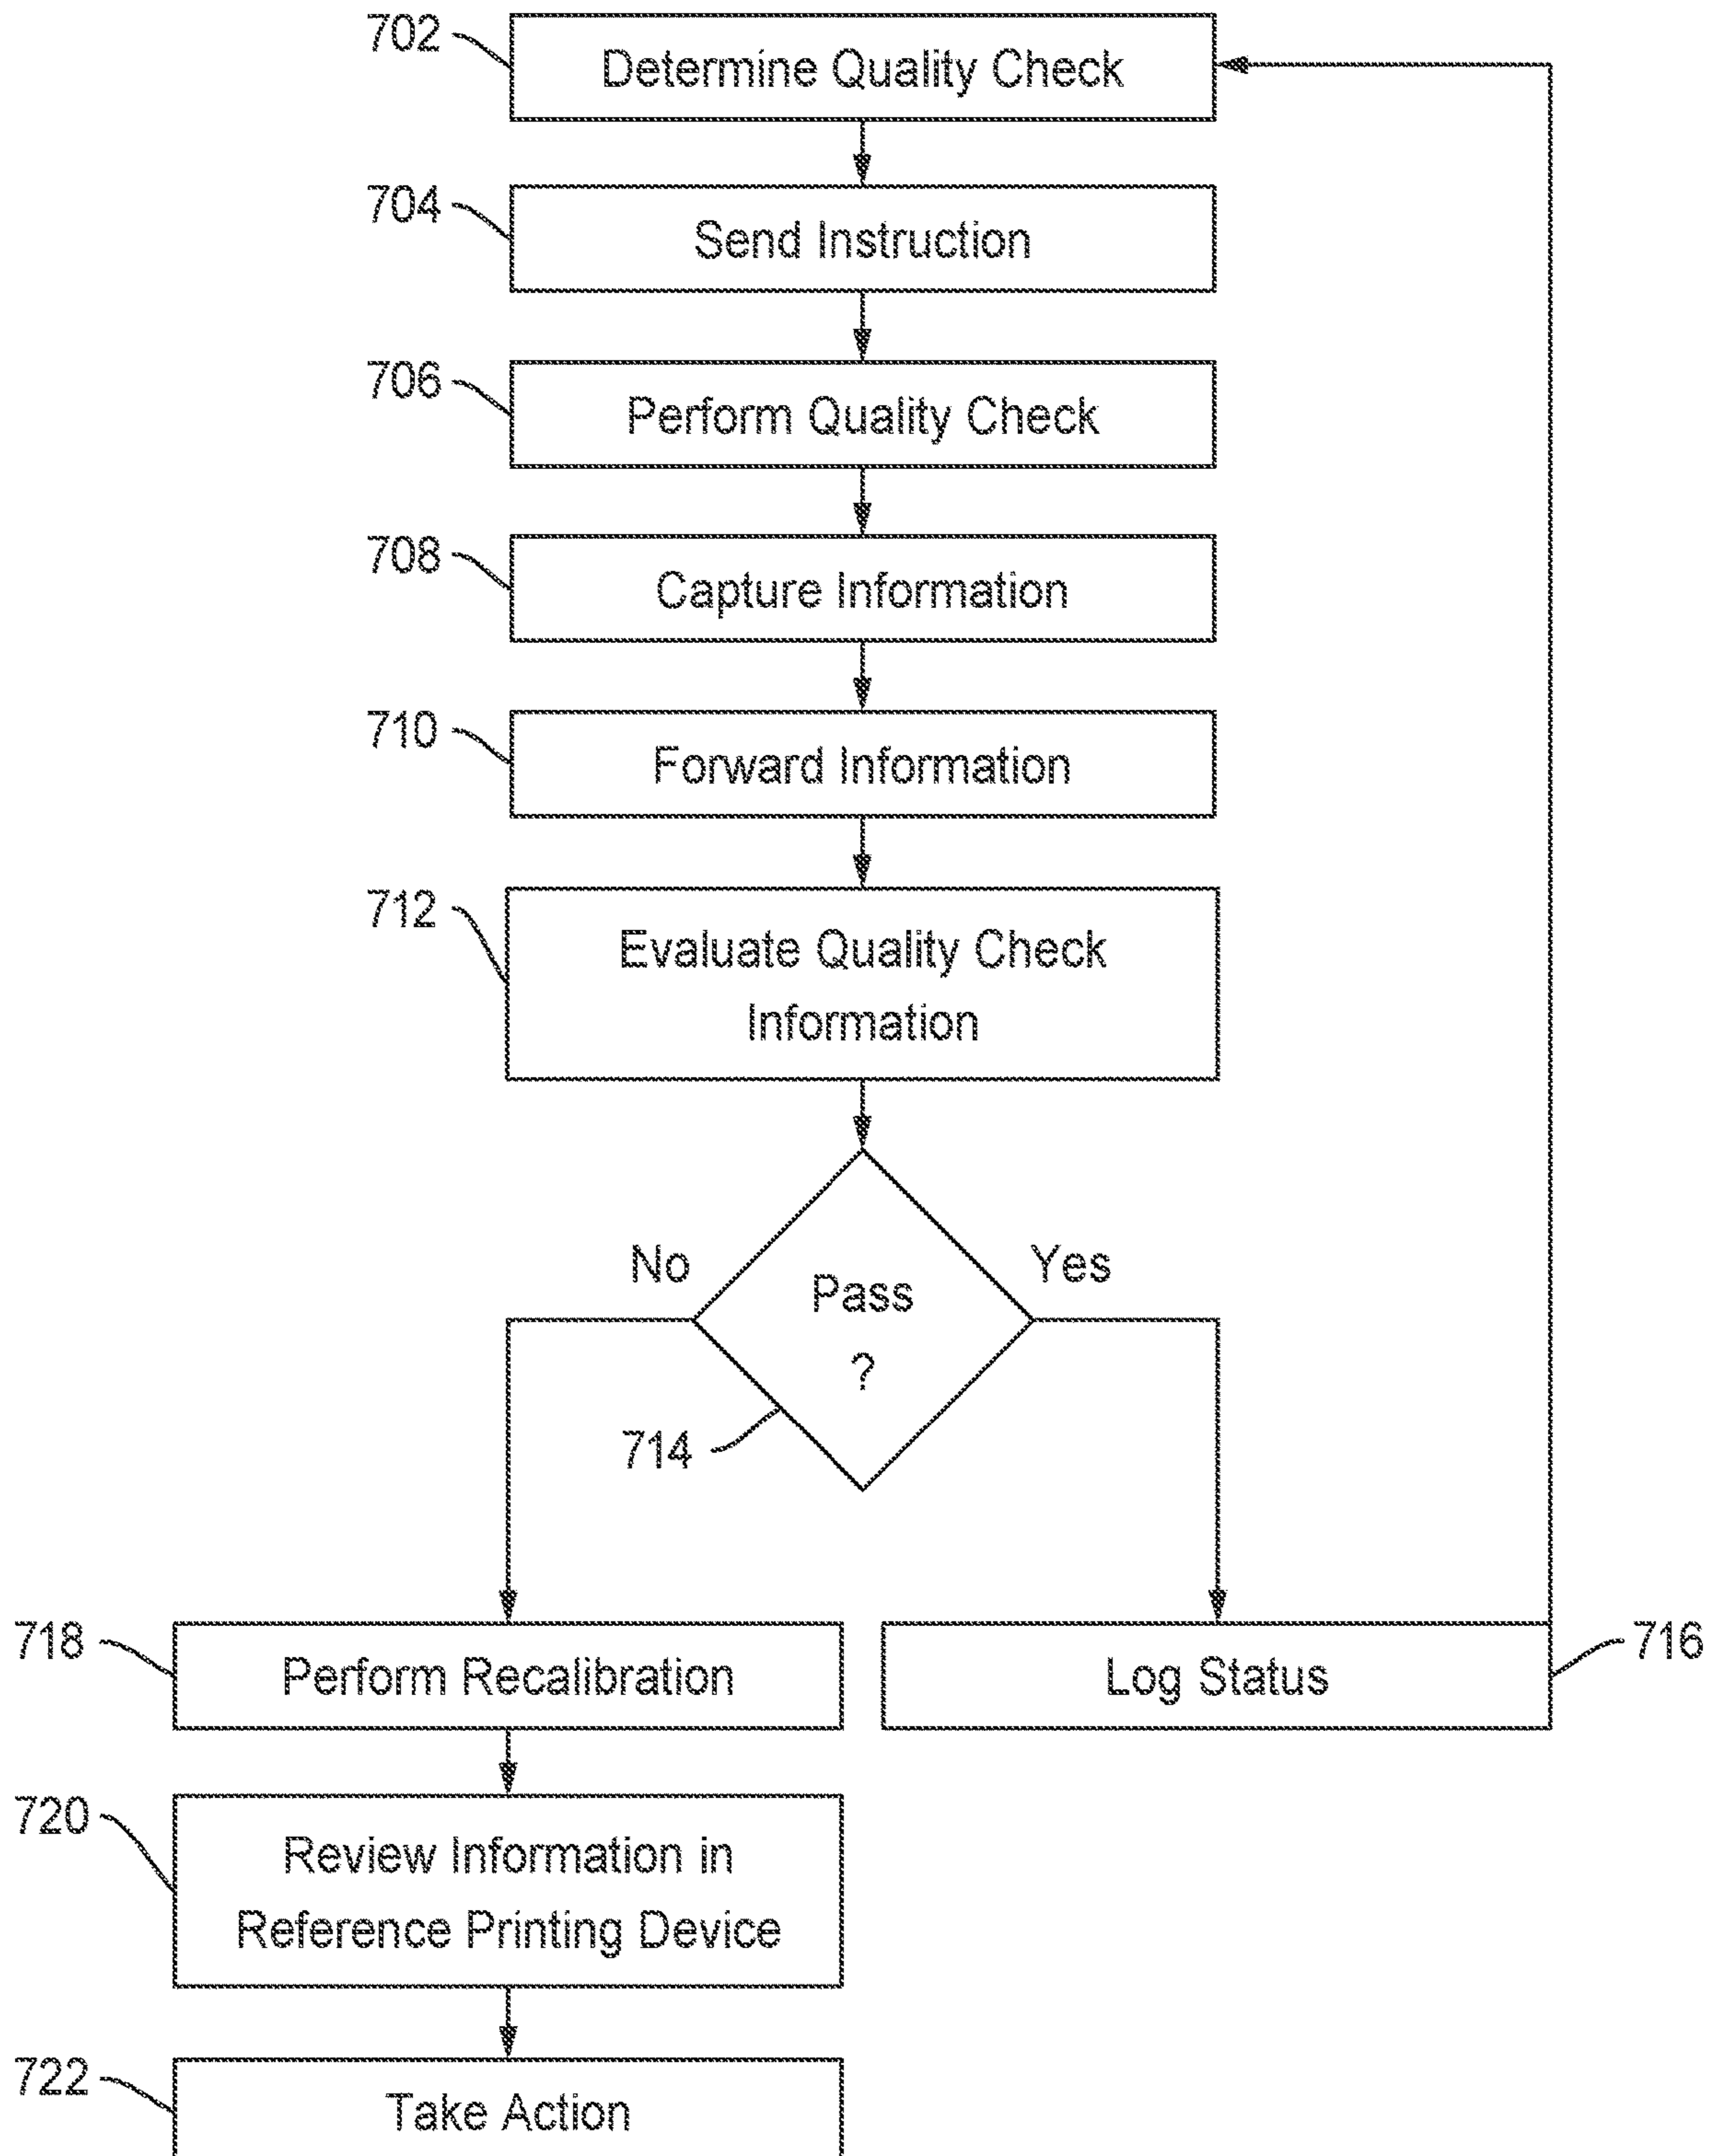 702
Determine Quality Check
704
Send Instruction
706
Perform Quality Check
708
Capture Information
710
Forward Information
712
Evaluate Quality Check
Information
No
Yes
Pass
?
714
718
Perform Recalibration
Log Status
716
720
Review Information in
Reference Printing Device
722
Take Action